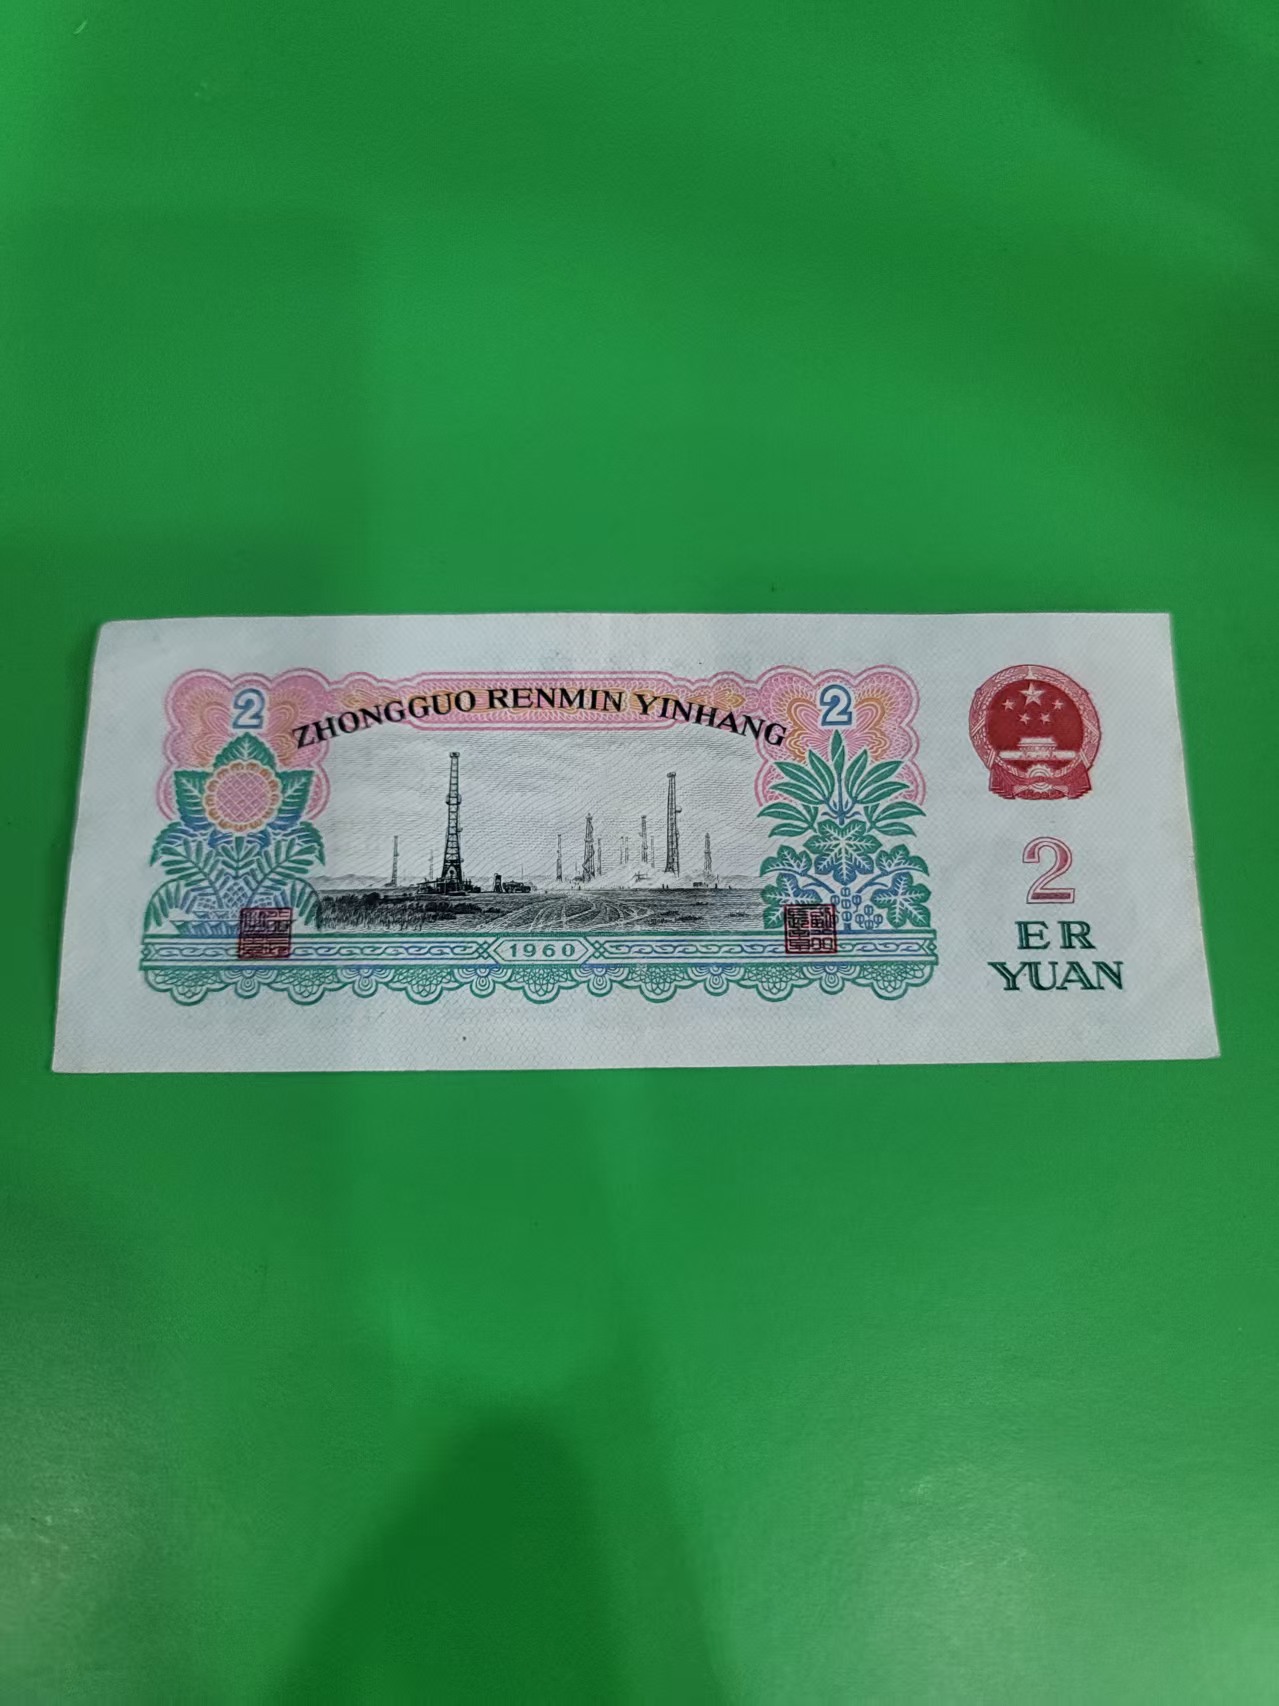 2
ZHONGGUO RENMIN YINHANG
2
1960
2
ER
YUAN